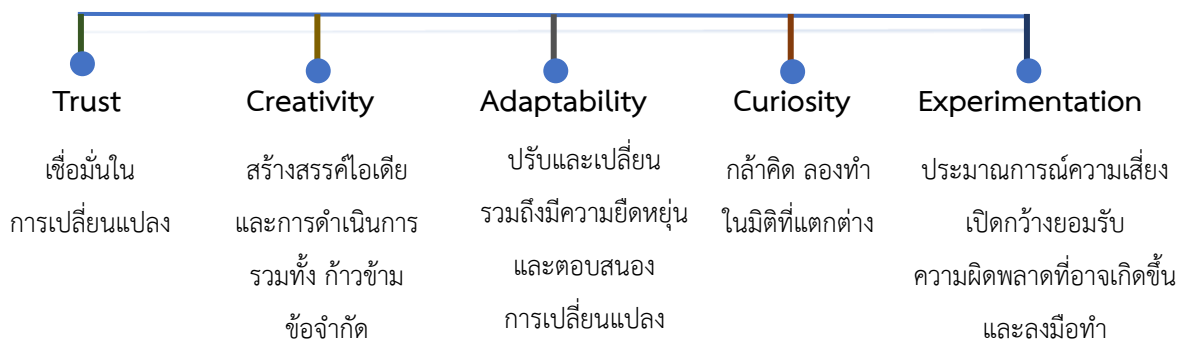 Trust
เชื่อมั่นใน
การเปลี่ยนแปลง
Creativity
สร้างสรรค์ไอเดีย
และการดำเนินการ
รวมทั้ง ก้าวข้าม
ข้อจำกัด
Adaptability
ปรับและเปลี่ยน
รวมถึงมีความยืดหยุ่น
และตอบสนอง
การเปลี่ยนแปลง
Curiosity
กล้าคิด ลองทำ
ในมิติที่แตกต่าง
Experimentation
ประมาณการณ์ความเสี่ยง
เปิดกว้างยอมรับ
ความผิดพลาดที่อาจเกิดขึ้น
และลงมือทำ